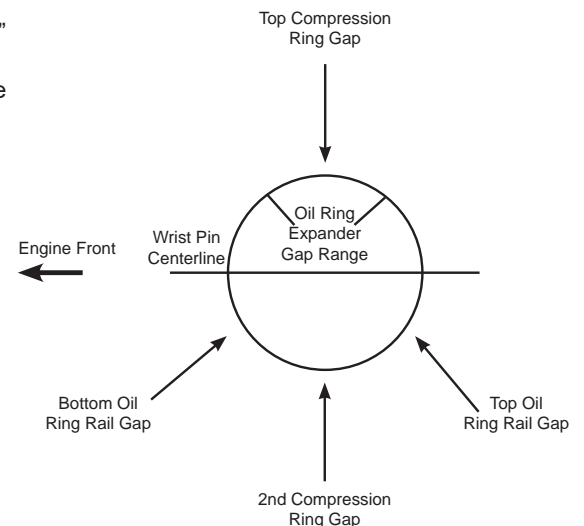 ”
e
Top Compression
Ring Gap
Oil Ring
Expander
Gap Range
Wrist Pin
Centerline
Engine Front
Bottom Oil
Ring Rail Gap
Top Oil
Ring Rail Gap
2nd Compression
Ring Gap